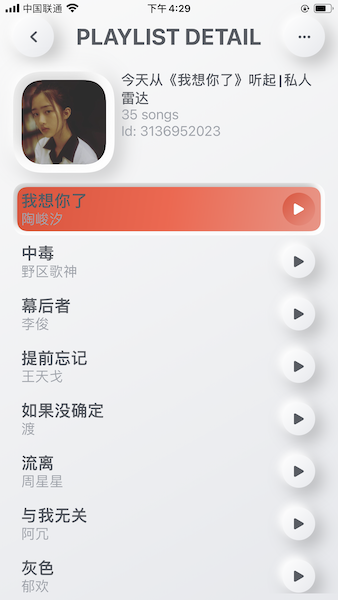 中国联通 下午4:29
PLAYLIST DETAIL
今天从《我想你了》听起|私人
雷达
35 songs
Id: 3136952023
我想你了
陶峻汐
中毒
野区歌神
幕后者
李俊
提前忘记
王天戈
如果没确定
渡
流离
周星星
与我无关
阿冗
灰色
郁欢